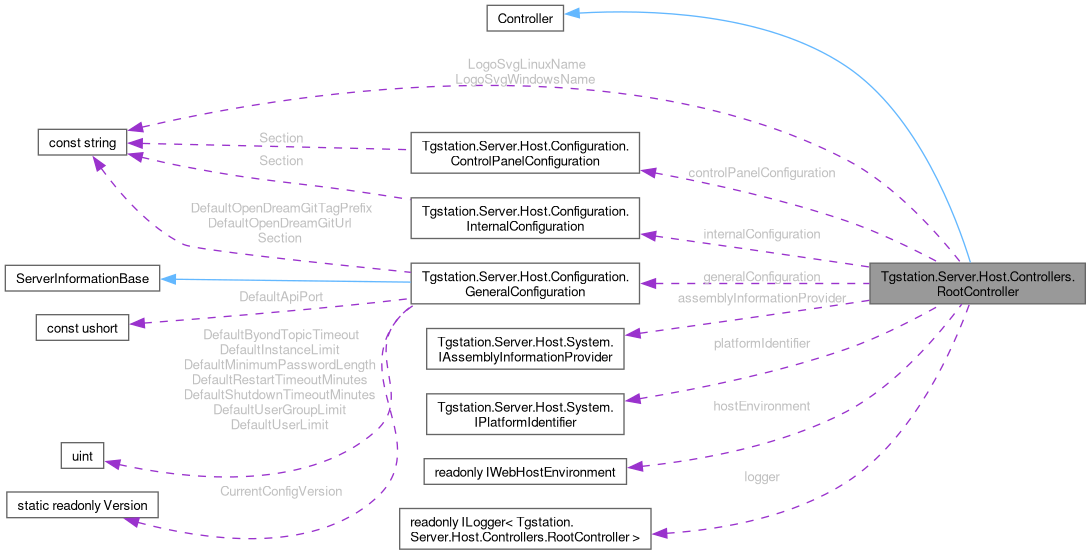 Controller
LogoSvgLinuxName
LogoSvgWindowsName
const string
Section
Tgstation.Server.Host.Configuration.
ControlPanelConfiguration
controlPanelConfiguration
Section
DefaultOpenDreamGitTagPrefix
DefaultOpenDreamGitUrl
Section
Tgstation.Server.Host.Configuration.
InternalConfiguration
internalConfiguration
ServerInformationBase
Tgstation.Server.Host.Configuration.
GeneralConfiguration
generalConfiguration
Tgstation.Server.Host.Controllers.
RootController
DefaultApiPort
assemblyInformationProvider
const ushort
DefaultByondTopicTimeout
DefaultInstanceLimit
DefaultMinimumPasswordLength
DefaultRestartTimeoutMinutes
DefaultShutdownTimeoutMinutes
DefaultUserGroupLimit
DefaultUserLimit
Tgstation.Server.Host.System.
IAssemblyInformationProvider
platformIdentifier
Tgstation.Server.Host.System.
IPlatformIdentifier
hostEnvironment
uint
readonly IWebHostEnvironment
logger
CurrentConfigVersion
static readonly Version
readonly ILogger< Tgstation.
Server.Host.Controllers.RootController >